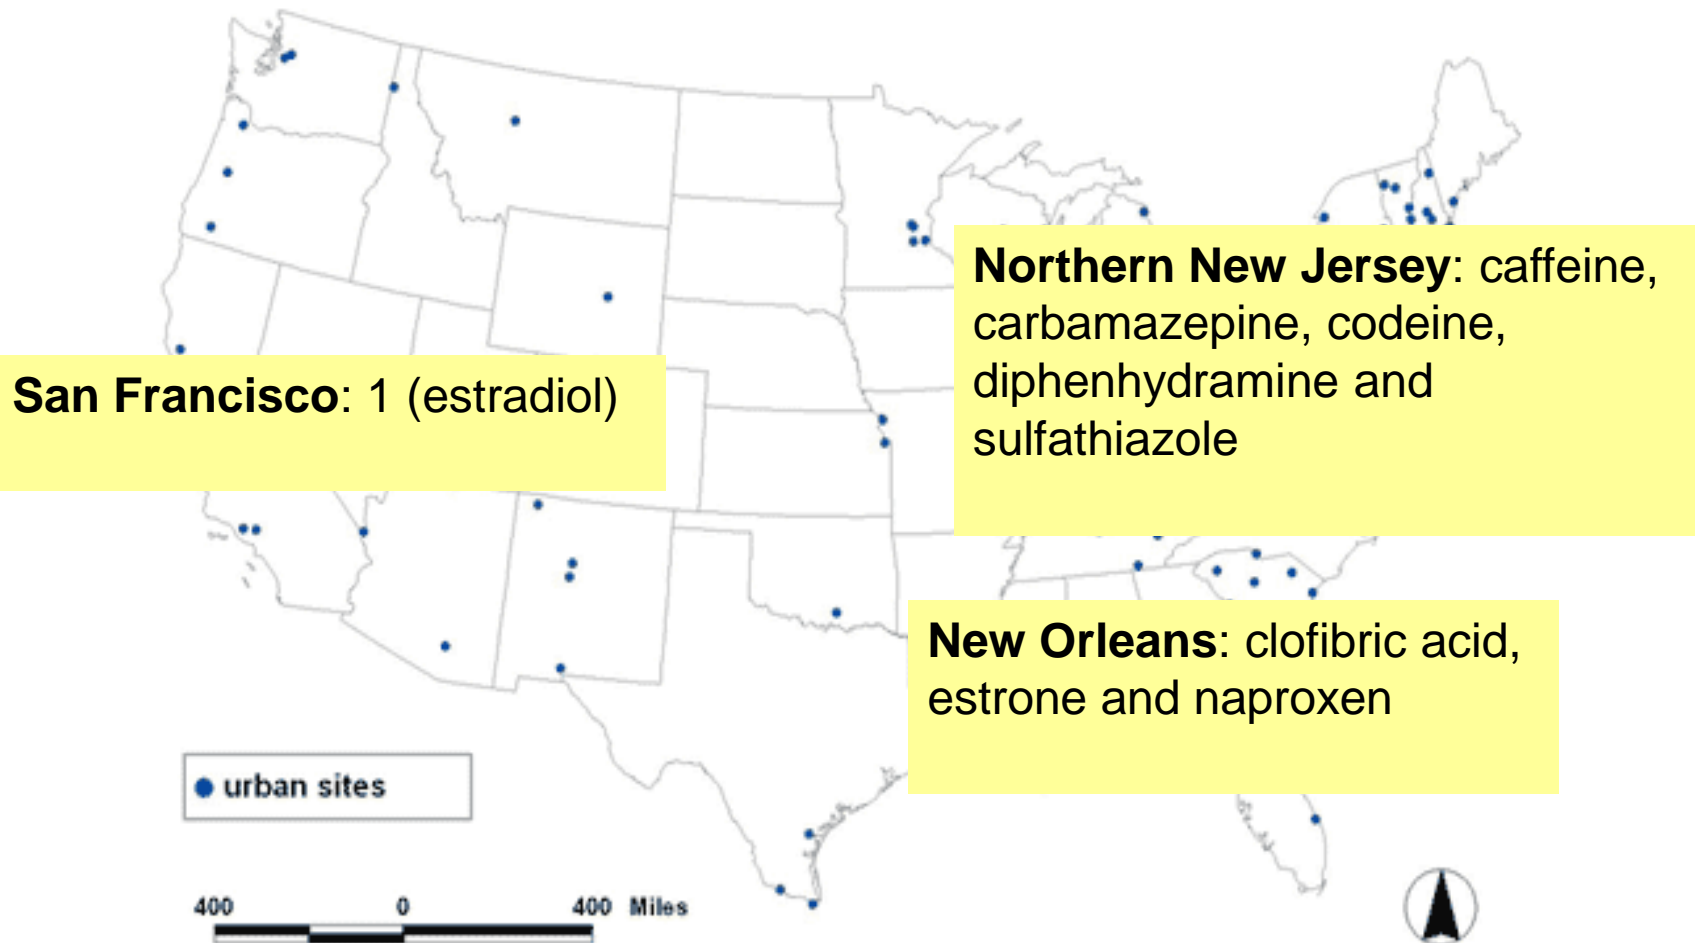 Northern New Jersey: caffeine,
carbamazepine, codeine,
diphenhydramine and
sulfathiazole
San Francisco: 1 (estradiol)
New Orleans: clofibric acid,
estrone and naproxen
urban sites
400 0 400 Miles